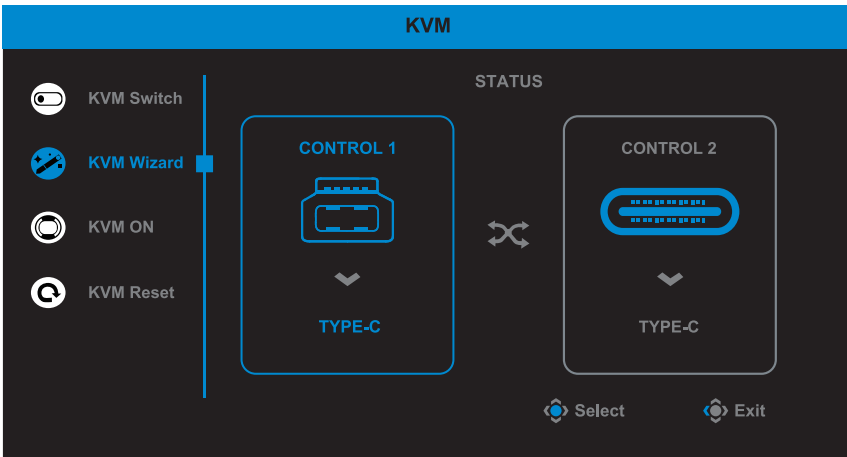 KVM
KVM Switch
KVM Wizard
KVM ON
KVM Reset
STATUS
CONTROL 1
TYPE-C
CONTROL 2
TYPE-C
Select
Exit